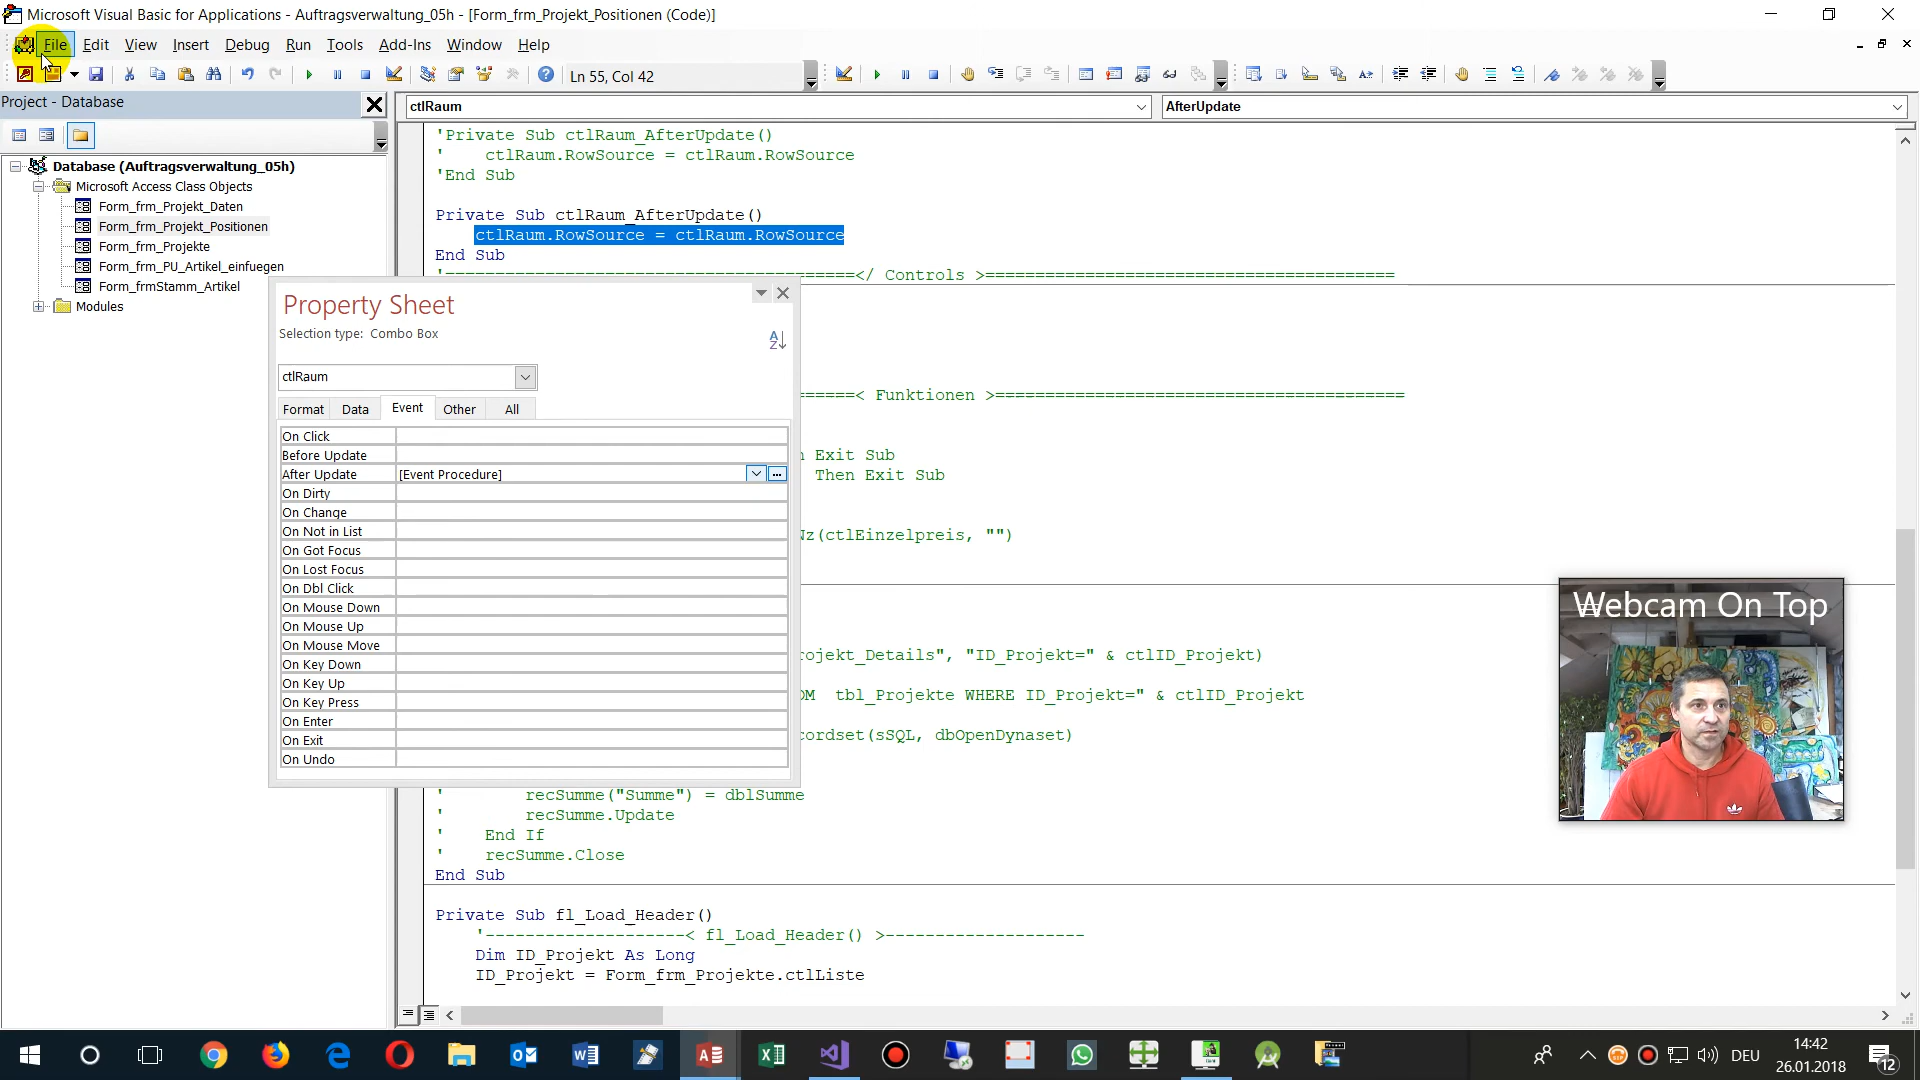 Microsoft Visual Basic for Applications - Auftragsverwaltung_05h - [Form_frm_Projekt_Positionen (Code)]
File Edit View Insert Debug Run Tools Add-Ins Window Help
Ln 55, Col 42
Project - Database
ctlRaum
AfterUpdate
Database (Auftragsverwaltung_05h)
Microsoft Access Class Objects
Form_frm_Projekt_Daten
Form_frm_Projekt_Positionen
Form_frm_Projekte
Form_frm_PU_Artikel_einfuegen
Form_frmStamm_Artikel
Modules
'Private Sub ctlRaum_AfterUpdate()
'    ctlRaum.RowSource = ctlRaum.RowSource
'End Sub
Private Sub ctlRaum_AfterUpdate()
ctlRaum.RowSource = ctlRaum.RowSource
End Sub
'=========================================</ Controls >=========================================
======< Funktionen >=========================================
Exit Sub
Then Exit Sub
Nz(ctlEinzelpreis, "")
ojekt_Details", "ID_Projekt=" & ctlID_Projekt)
OM  tbl_Projekte WHERE ID_Projekt=" & ctlID_Projekt
cordset(sSQL, dbOpenDynaset)
'        recSumme("Summe") = dblSumme
'        recSumme.Update
'    End If
'    recSumme.Close
End Sub
Private Sub fl_Load_Header()
'--------------------< fl_Load_Header() >--------------------
Dim ID_Projekt As Long
ID_Projekt = Form_frm_Projekte.ctlListe
Property Sheet
Selection type: Combo Box
ctlRaum
Format Data Event Other All
On Click
Before Update
After Update [Event Procedure]
On Dirty
On Change
On Not in List
On Got Focus
On Lost Focus
On Dbl Click
On Mouse Down
On Mouse Up
On Mouse Move
On Key Down
On Key Up
On Key Press
On Enter
On Exit
On Undo
Webcam On Top
DEU
14:42
26.01.2018
12